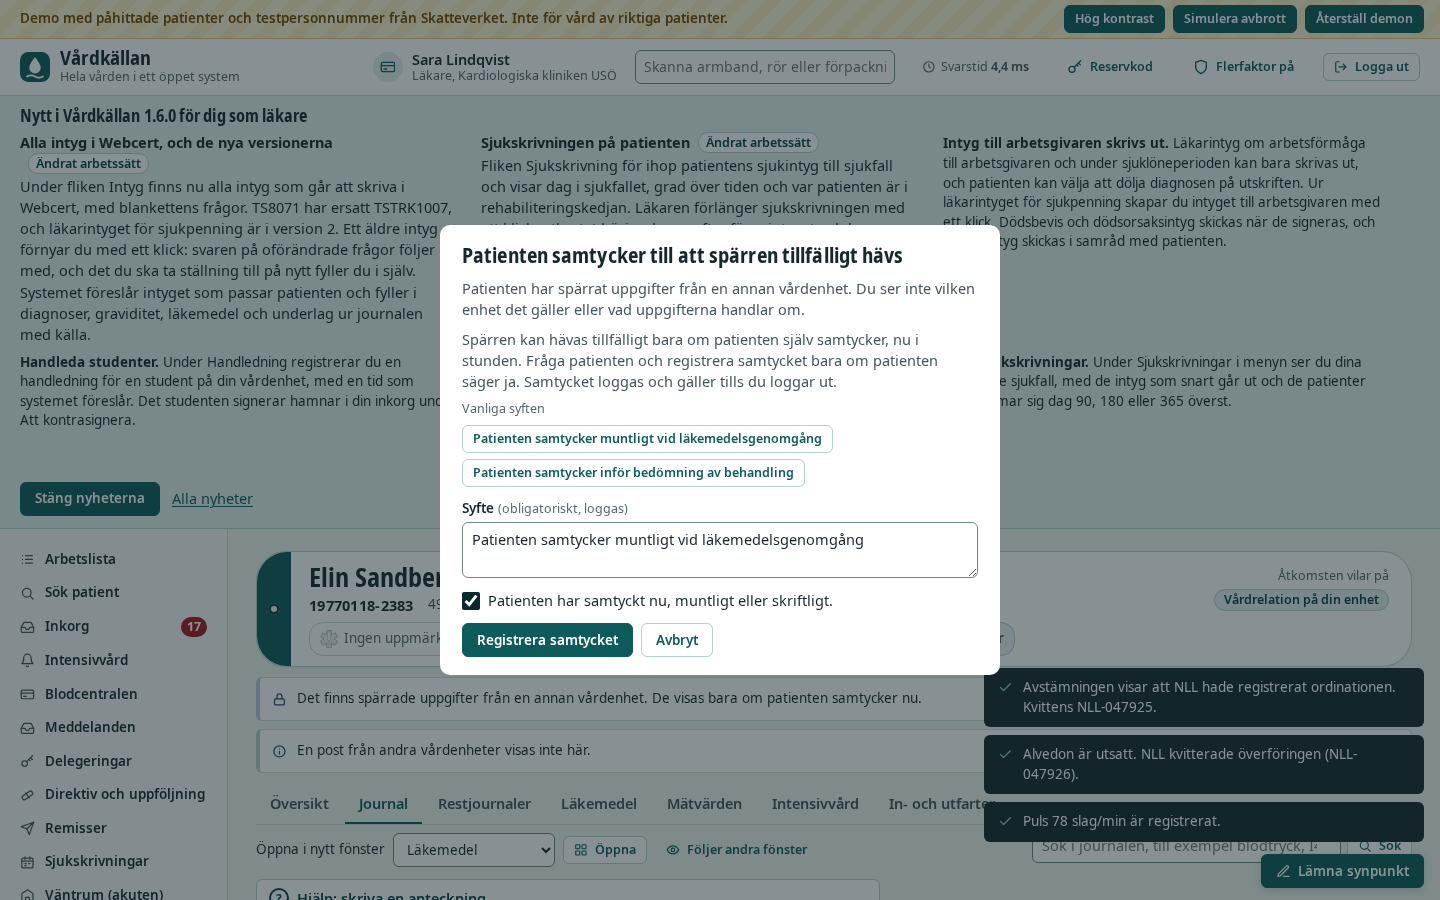 Demo med påhittade patienter och testpersonnummer från Skatteverket. Inte för vård av riktiga patienter.
Hög kontrast
Simulera avbrott
Återställ demon
Vårdkällan
Hela vården i ett öppet system
Sara Lindqvist
Läkare, Kardiologiska kliniken USÖ
Skanna armband, rör eller förpackni
Svarstid 4,4 ms
Reservkod
Flerfaktor på
Logga ut
Nytt i Vårdkällan 1.6.0 för dig som läkare
Alla intyg i Webcert, och de nya versionerna
Ändrat arbetssätt
Under fliken Intyg finns nu alla intyg som går att skriva i
Webcert, med blankettens frågor. TS8071 har ersatt TSTRK1007,
och läkarintyget för sjukpenning är i version 2. Ett äldre intyg
förnyar du med ett klick: svaren på oförändrade frågor följer
med, och det du ska ta ställning till på nytt fyller du i själv.
Systemet föreslår intyget som passar patienten och fyller i
diagnoser, graviditet, läkemedel och underlag ur journalen
med källa.
Sjukskrivningen på patienten
Ändrat arbetssätt
Fliken Sjukskrivning för ihop patientens sjukintyg till sjukfall
och visar dag i sjukfallet, grad över tiden och var patienten är i
rehabiliteringskedjan. Läkaren förlänger sjukskrivningen med
Intyg till arbetsgivaren skrivs ut. Läkarintyg om arbetsförmåga
till arbetsgivaren och under sjuklöneperioden kan bara skrivas ut,
och patienten kan välja att dölja diagnosen på utskriften. Ur
läkarintyget för sjukpenning skapar du intyget till arbetsgivaren med
ett klick. Dödsbevis och dödsorsaksintyg skickas när de signeras, och
tyg skickas i samråd med patienten.
Handleda studenter. Under Handledning registrerar du en
handledning för en student på din vårdenhet, med en tid som
systemet föreslår. Det studenten signerar hamnar i din inkorg und
Att kontrasignera.
kskrivningar. Under Sjukskrivningar i menyn ser du dina
e sjukfall, med de intyg som snart går ut och de patienter
mar sig dag 90, 180 eller 365 överst.
Stäng nyheterna
Alla nyheter
Patienten samtycker till att spärren tillfälligt hävs
Patienten har spärrat uppgifter från en annan vårdenhet. Du ser inte vilken
enhet det gäller eller vad uppgifterna handlar om.
Spärren kan hävas tillfälligt bara om patienten själv samtycker, nu i
stunden. Fråga patienten och registrera samtycket bara om patienten
säger ja. Samtycket loggas och gäller tills du loggar ut.
Vanliga syften
Patienten samtycker muntligt vid läkemedelsgenomgång
Patienten samtycker inför bedömning av behandling
Syfte (obligatoriskt, loggas)
Patienten samtycker muntligt vid läkemedelsgenomgång
Patienten har samtyckt nu, muntligt eller skriftligt.
Registrera samtycket
Avbryt
Arbetslista
Sök patient
Inkorg
17
Intensivvård
Blodcentralen
Meddelanden
Delegeringar
Direktiv och uppföljning
Remisser
Sjukskrivningar
Väntrum (akuten)
Elin Sandber
19770118-2383
49
Ingen uppmärk
Åtkomsten vilar på
Vårdrelation på din enhet
Det finns spärrade uppgifter från en annan vårdenhet. De visas bara om patienten samtycker nu.
En post från andra vårdenheter visas inte här.
Översikt
Journal
Restjournaler
Läkemedel
Mätvärden
Intensivvård
In- och utfarter
Öppna i nytt fönster
Läkemedel
Öppna
Följer andra fönster
Sök i journalen, till exempel blodtryck,
Sök
Hjälp: skriva en anteckning
Avstämningen visar att NLL hade registrerat ordinationen.
Kvittens NLL-047925.
Alvedon är utsatt. NLL kvitterade överföringen (NLL-
047926).
Puls 78 slag/min är registrerat.
Lämna synpunkt